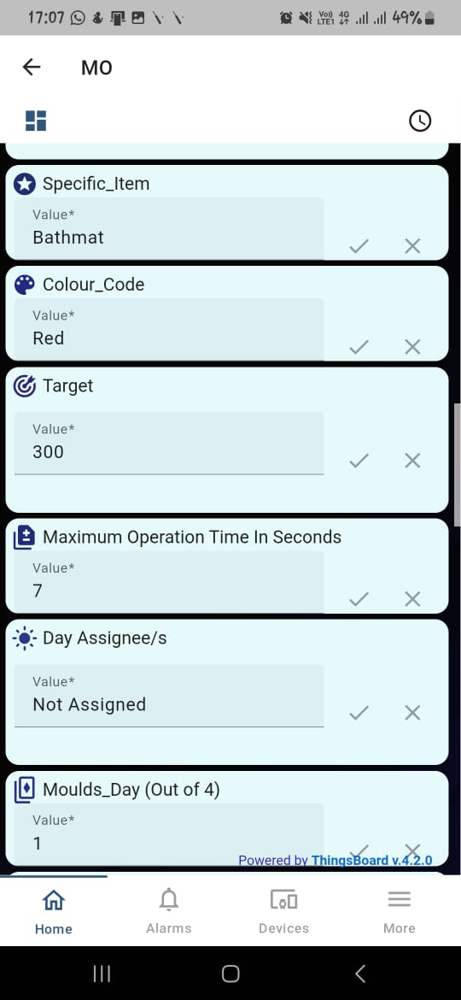 17:07
Vo)) LTE1 4G 49%
MO
Specific_Item
Value*
Bathmat
Colour_Code
Value*
Red
Target
Value*
300
Maximum Operation Time In Seconds
Value*
7
Day Assignee/s
Value*
Not Assigned
Moulds_Day (Out of 4)
Value*
1
Powered by ThingsBoard v.4.2.0
Home Alarms Devices More